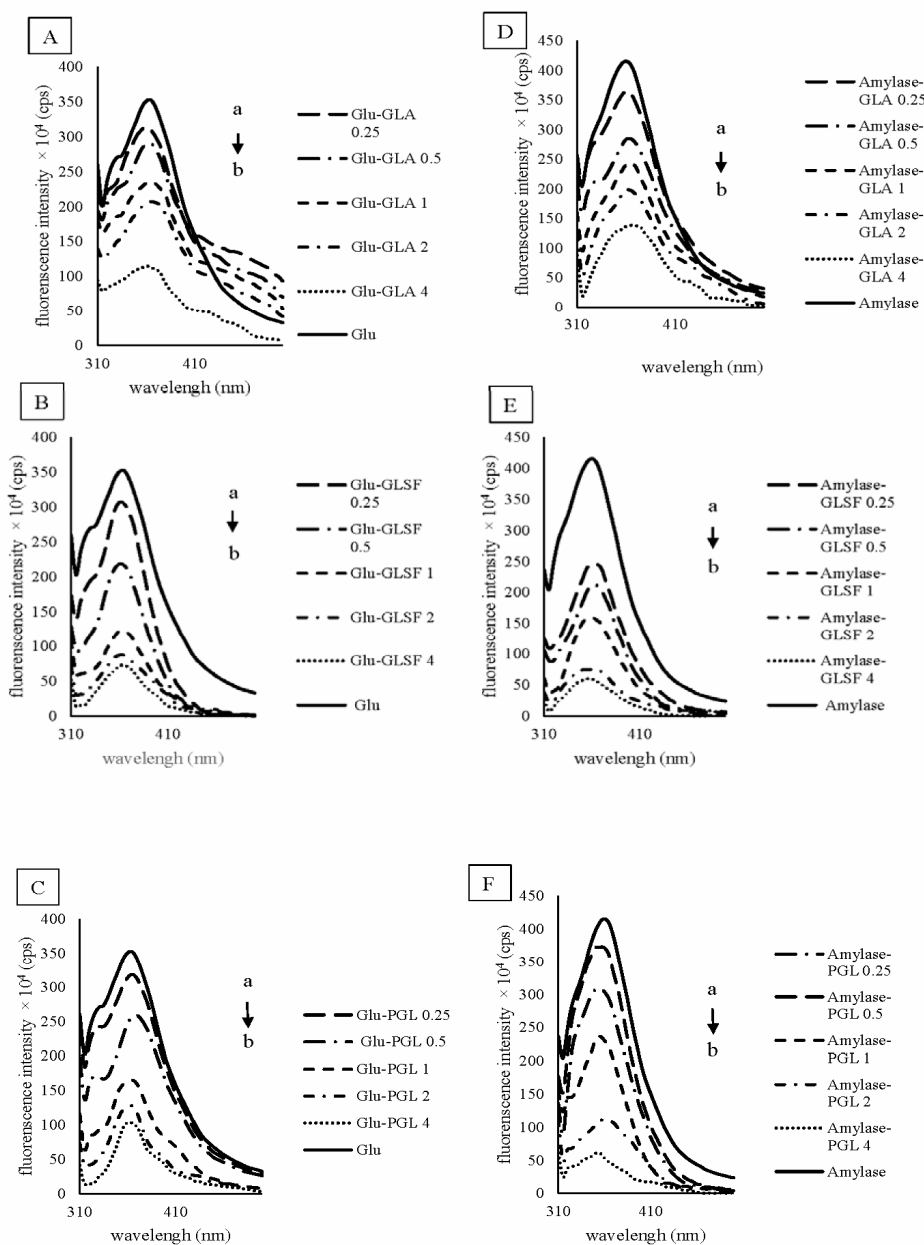 A
400
350
300
250
200
150
100
50
0
310
410
fluorenscence intensity × 10⁴ (cps)
wavelengh (nm)
a
b
Glu-GLA
0.25
Glu-GLA 0.5
Glu-GLA 1
Glu-GLA 2
Glu-GLA 4
Glu
D
450
400
350
300
250
200
150
100
50
0
310
410
fluorenscence intensity × 10⁴ (cps)
wavelengh (nm)
a
b
Amylase-
GLA 0.25
Amylase-
GLA 0.5
Amylase-
GLA 1
Amylase-
GLA 2
Amylase-
GLA 4
Amylase
B
400
350
300
250
200
150
100
50
0
310
410
fluorenscence intensity × 10⁴ (cps)
wavelengh (nm)
a
b
Glu-GLSF
0.25
Glu-GLSF
0.5
Glu-GLSF 1
Glu-GLSF 2
Glu-GLSF 4
Glu
E
450
400
350
300
250
200
150
100
50
0
310
410
fluorenscence intensity × 10⁴ (cps)
wavelengh (nm)
a
b
Amylase-
GLSF 0.25
Amylase-
GLSF 0.5
Amylase-
GLSF 1
Amylase-
GLSF 2
Amylase-
GLSF 4
Amylase
C
400
350
300
250
200
150
100
50
0
310
410
fluorenscence intensity × 10⁴ (cps)
wavelengh (nm)
a
b
Glu-PGL 0.25
Glu-PGL 0.5
Glu-PGL 1
Glu-PGL 2
Glu-PGL 4
Glu
F
450
400
350
300
250
200
150
100
50
0
310
410
fluorenscence intensity × 10⁴ (cps)
wavelengh (nm)
a
b
Amylase-
PGL 0.25
Amylase-
PGL 0.5
Amylase-
PGL 1
Amylase-
PGL 2
Amylase-
PGL 4
Amylase